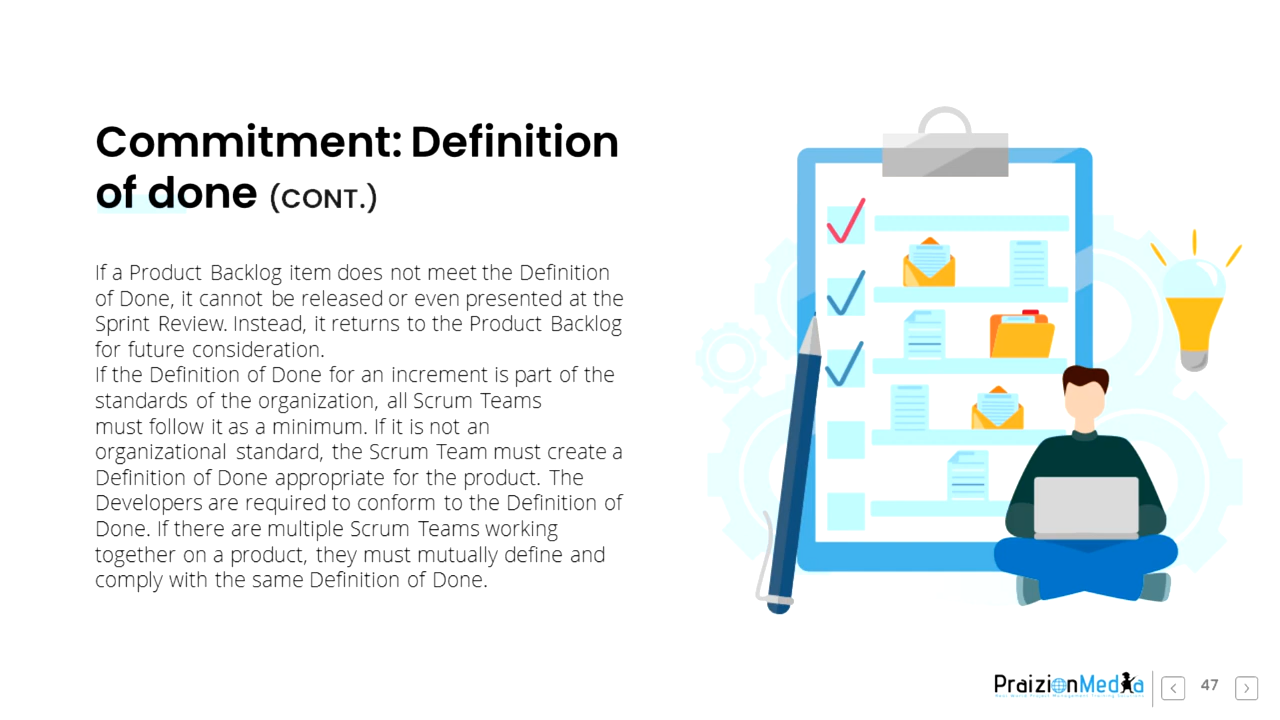 Commitment: Definition
of done (CONT.)
If a Product Backlog item does not meet the Definition
of Done, it cannot be released or even presented at the
Sprint Review. Instead, it returns to the Product Backlog
for future consideration.
If the Definition of Done for an increment is part of the
standards of the organization, all Scrum Teams
must follow it as a minimum. If it is not an
organizational standard, the Scrum Team must create a
Definition of Done appropriate for the product. The
Developers are required to conform to the Definition of
Done. If there are multiple Scrum Teams working
together on a product, they must mutually define and
comply with the same Definition of Done.
PraizionMedia
47